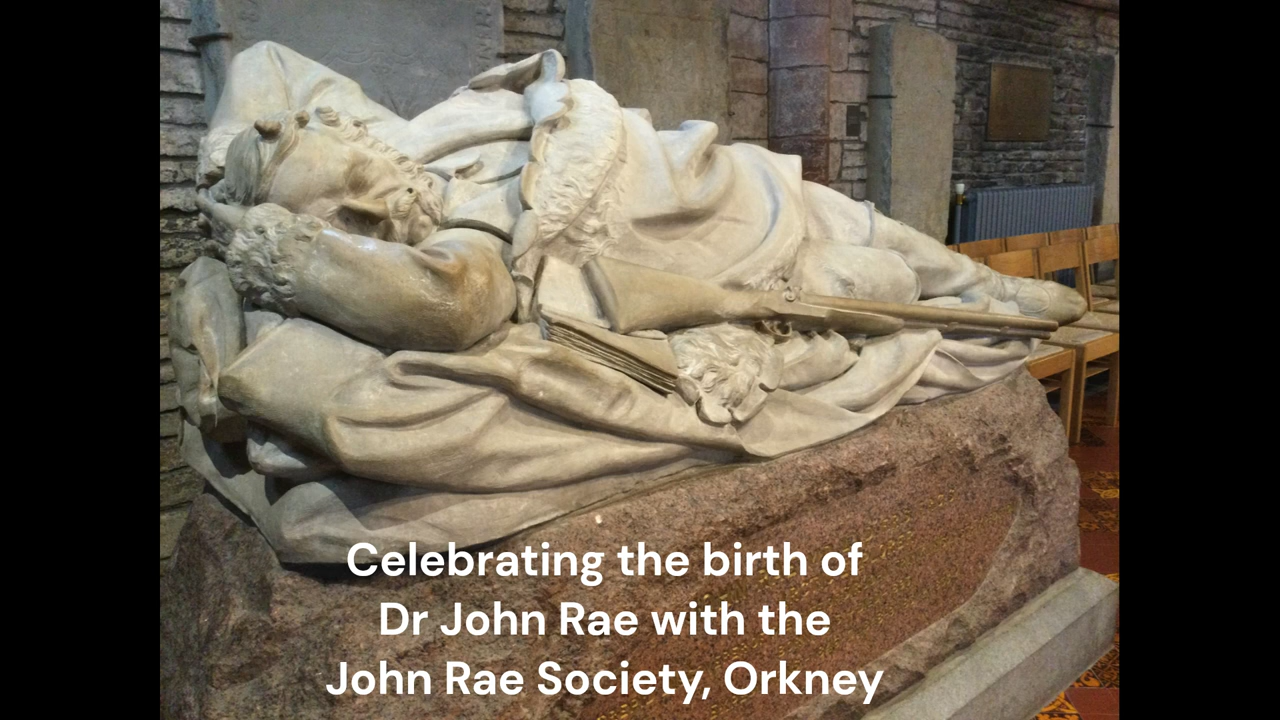 Celebrating the birth of
Dr John Rae with the
John Rae Society, Orkney